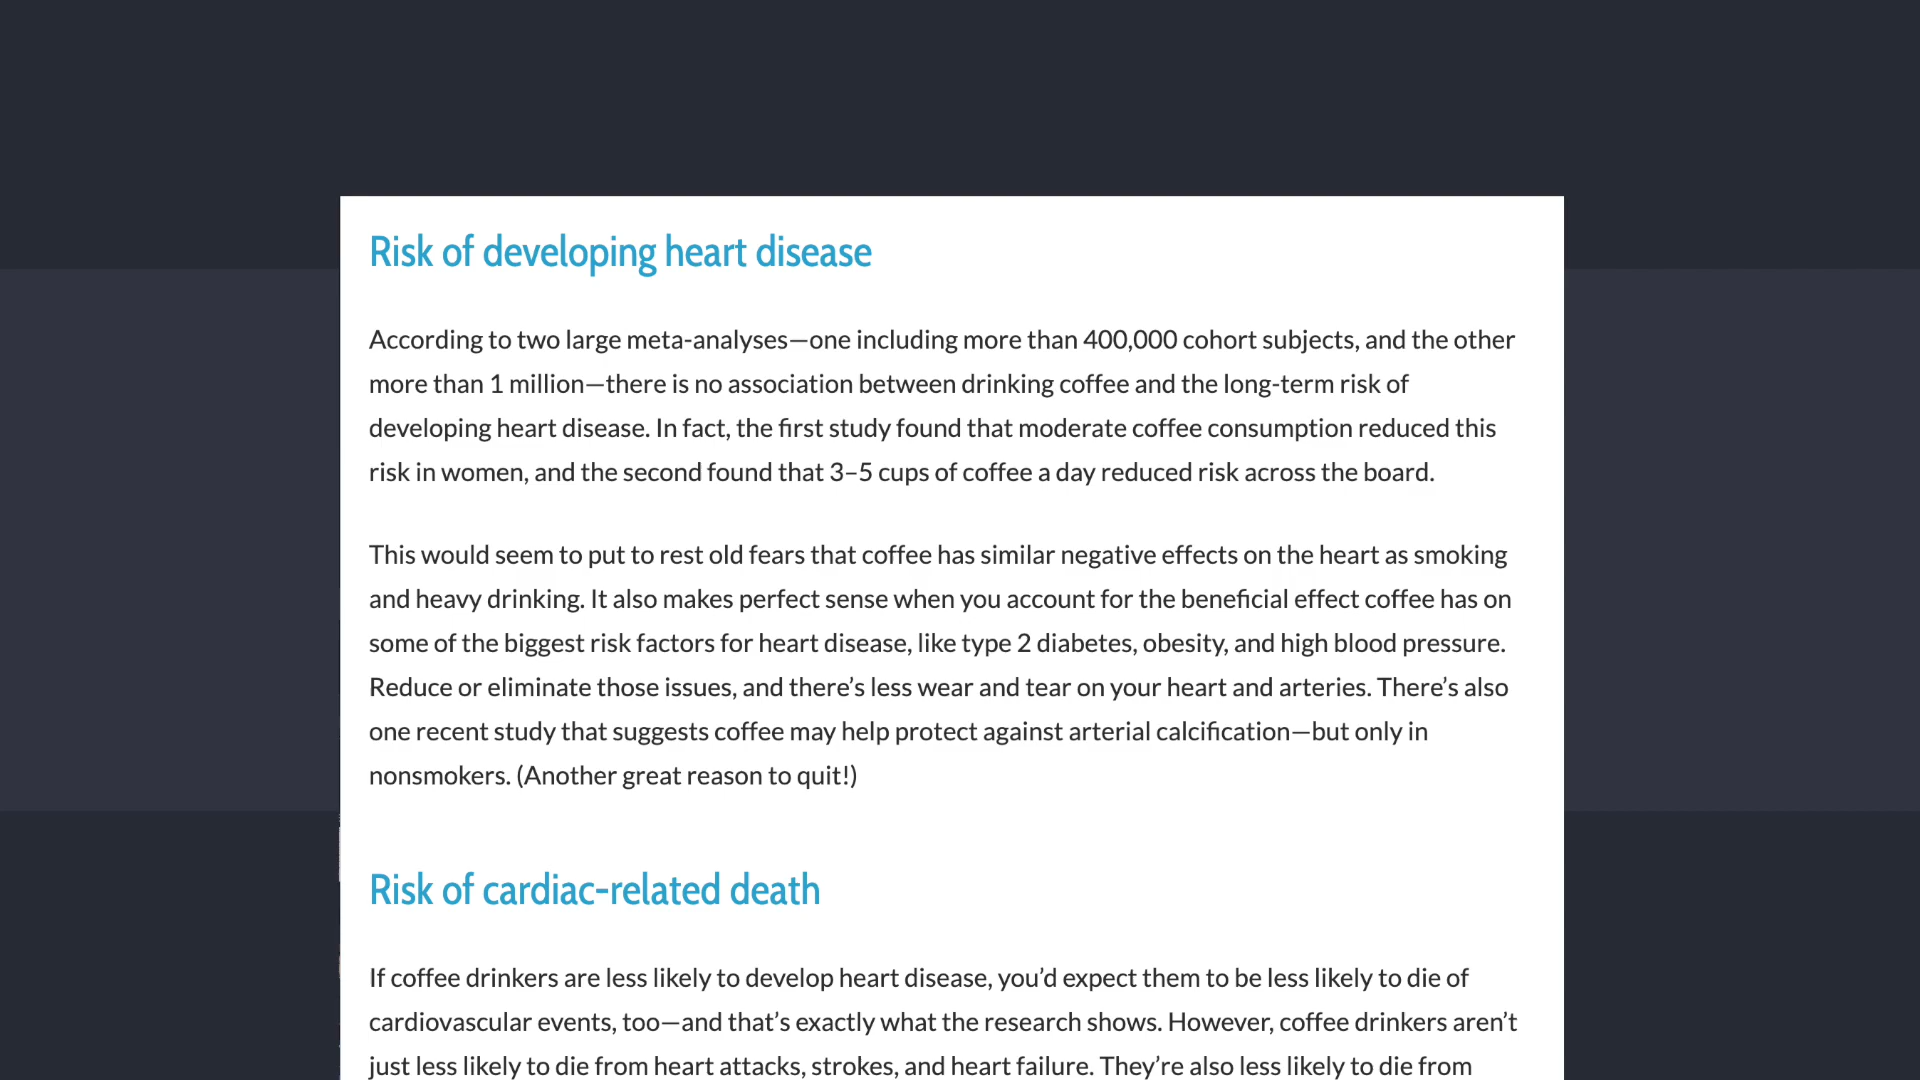 Risk of developing heart disease
According to two large meta-analyses—one including more than 400,000 cohort subjects, and the other
more than 1 million—there is no association between drinking coffee and the long-term risk of
developing heart disease. In fact, the first study found that moderate coffee consumption reduced this
risk in women, and the second found that 3–5 cups of coffee a day reduced risk across the board.
This would seem to put to rest old fears that coffee has similar negative effects on the heart as smoking
and heavy drinking. It also makes perfect sense when you account for the beneficial effect coffee has on
some of the biggest risk factors for heart disease, like type 2 diabetes, obesity, and high blood pressure.
Reduce or eliminate those issues, and there’s less wear and tear on your heart and arteries. There’s also
one recent study that suggests coffee may help protect against arterial calcification—but only in
nonsmokers. (Another great reason to quit!)
Risk of cardiac-related death
If coffee drinkers are less likely to develop heart disease, you’d expect them to be less likely to die of
cardiovascular events, too—and that’s exactly what the research shows. However, coffee drinkers aren’t
just less likely to die from heart attacks, strokes, and heart failure. They’re also less likely to die from